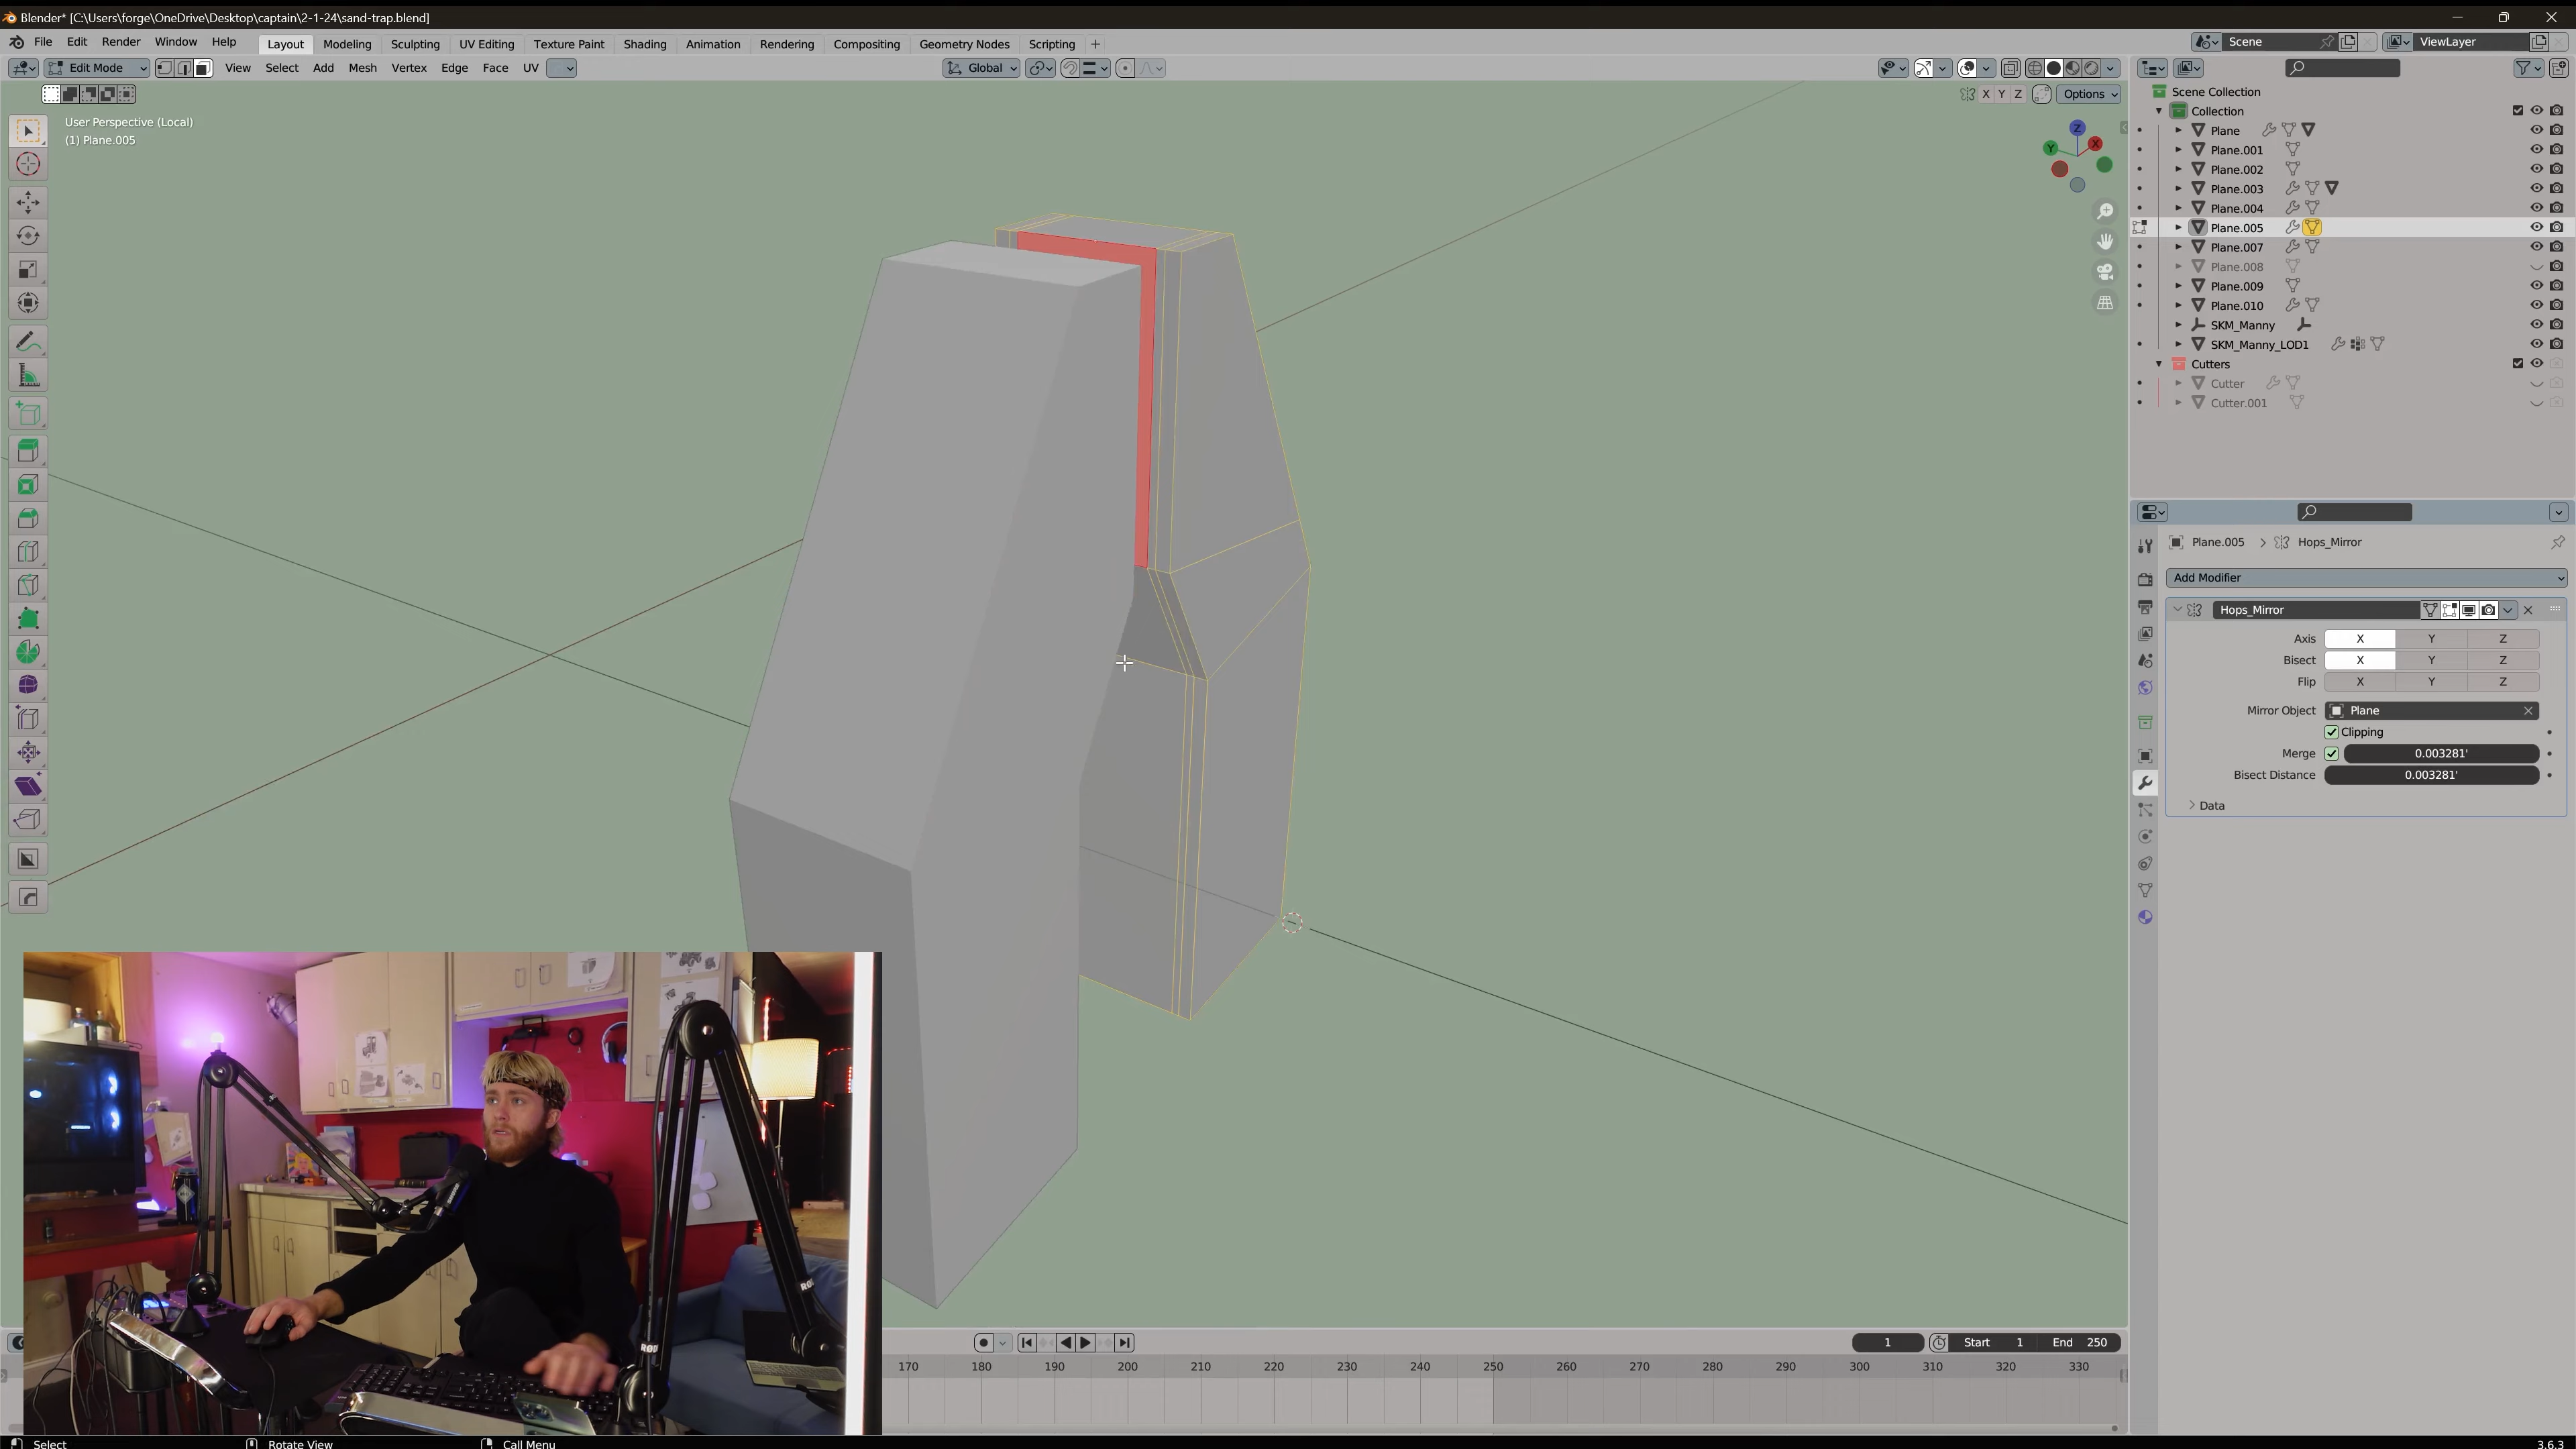 Blender* [C:\Users\forge\OneDrive\Desktop\captain\2-1-24\sand-trap.blend]
File Edit Render Window Help Layout Modeling Sculpting UV Editing Texture Paint Shading Animation Rendering Compositing Geometry Nodes Scripting + Scene ViewLayer
Edit Mode View Select Add Mesh Vertex Edge Face UV Global
X Y Z Options
User Perspective (Local)
(1) Plane.005
Z
Y
X
Scene Collection
Collection
Plane
Plane.001
Plane.002
Plane.003
Plane.004
Plane.005
Plane.007
Plane.008
Plane.009
Plane.010
SKM_Manny
SKM_Manny_LOD1
Cutters
Cutter
Cutter.001
Plane.005 > Hops_Mirror
Add Modifier
Hops_Mirror
Axis X Y Z
Bisect X Y Z
Flip X Y Z
Mirror Object Plane
Clipping
Merge 0.003281'
Bisect Distance 0.003281'
Data
1 Start 1 End 250
170 180 190 200 210 220 230 240 250 260 270 280 290 300 310 320 330
Select Rotate View Call Menu 3.6.3